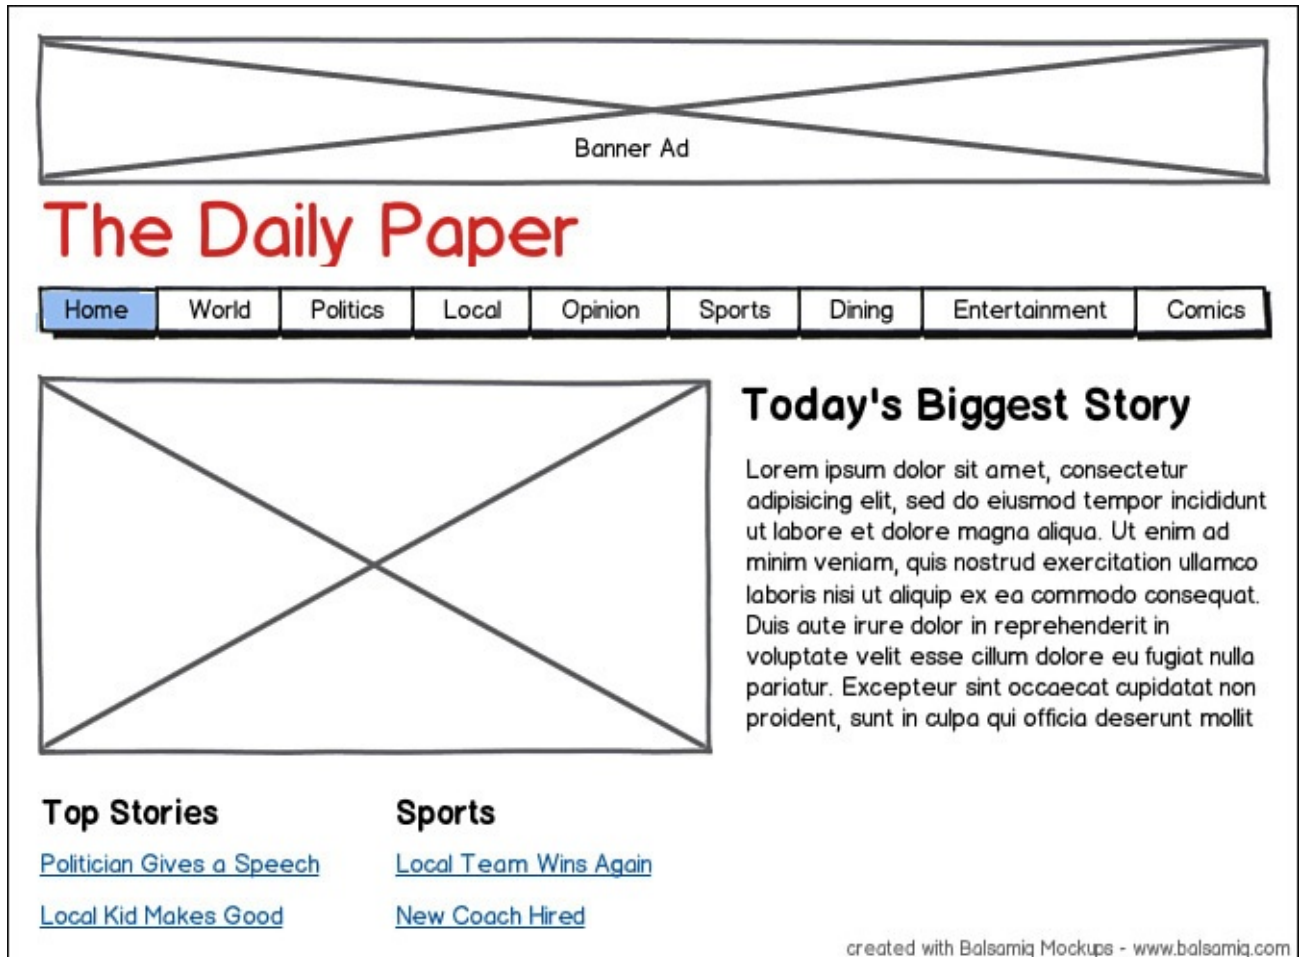 Banner Ad
The Daily Paper
Home World Politics Local Opinion Sports Dining Entertainment Comics
Today's Biggest Story
Lorem ipsum dolor sit amet, consectetur
adipisicing elit, sed do eiusmod tempor incididunt
ut labore et dolore magna aliqua. Ut enim ad
minim veniam, quis nostrud exercitation ullamco
laboris nisi ut aliquip ex ea commodo consequat.
Duis aute irure dolor in reprehenderit in
voluptate velit esse cillum dolore eu fugiat nulla
pariatur. Excepteur sint occaecat cupidatat non
proident, sunt in culpa qui officia deserunt mollit
Top Stories
Politician Gives a Speech
Local Kid Makes Good
Sports
Local Team Wins Again
New Coach Hired
created with Balsamiq Mockups - www.balsamiq.com